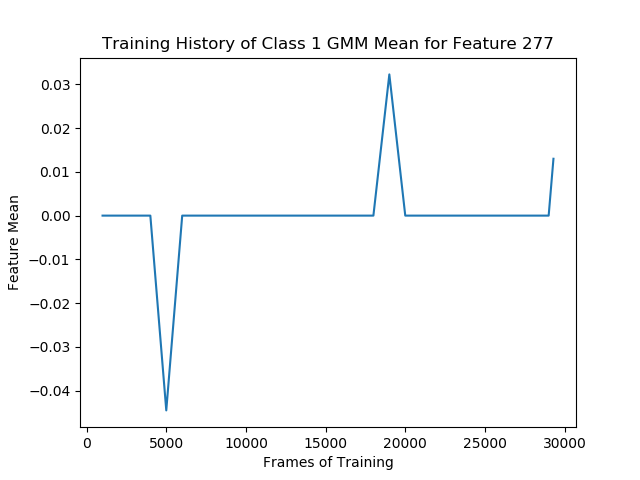 Training History of Class 1 GMM Mean for Feature 277
0.03
0.02
0.01
0.00
−0.01
−0.02
−0.03
−0.04
Feature Mean
0 5000 10000 15000 20000 25000 30000
Frames of Training